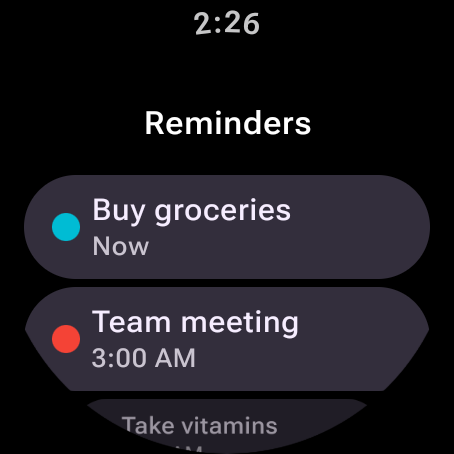 2:26
Reminders
Buy groceries
Now
Team meeting
3:00 AM
Take vitamins